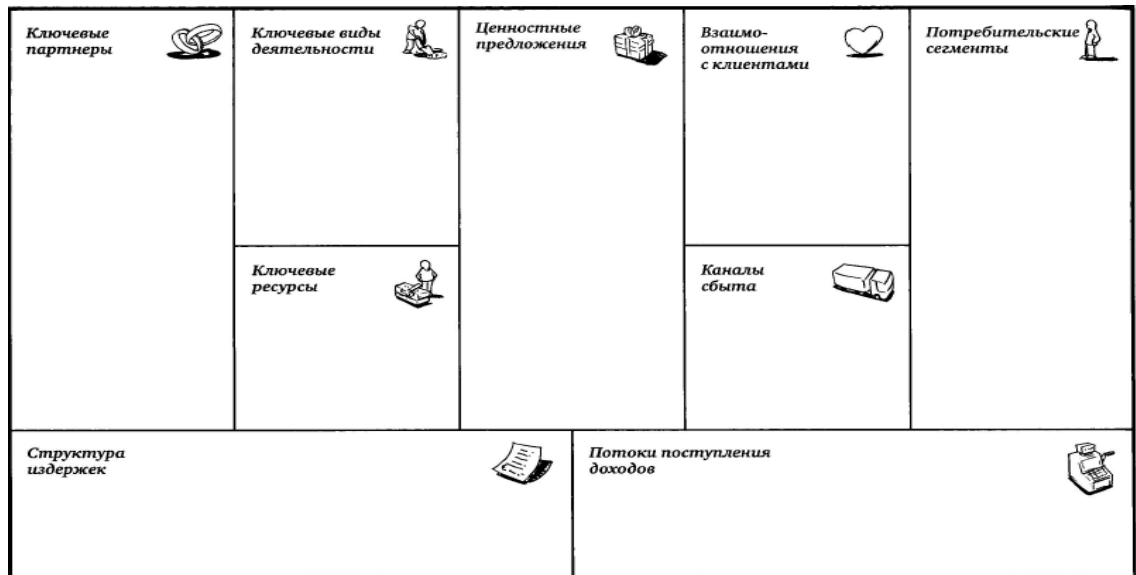 Ключевые
партнеры
Ключевые виды
деятельности
Ключевые
ресурсы
Ценностные
предложения
Взаимо-
отношения
с клиентами
Каналы
сбыта
Потребительские
сегменты
Структура
издержек
Потоки поступления
доходов